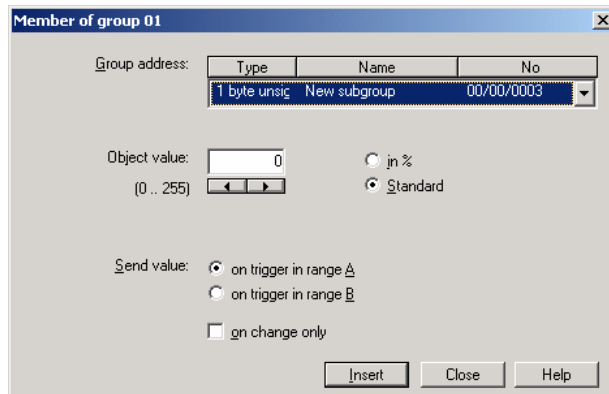 Member of group 01
Group address:
Type Name No
1 byte unsig New subgroup 00/00/0003
Object value: 0 in %
(0 .. 255) Standard
Send value: on trigger in range A
on trigger in range B
on change only
Insert Close Help